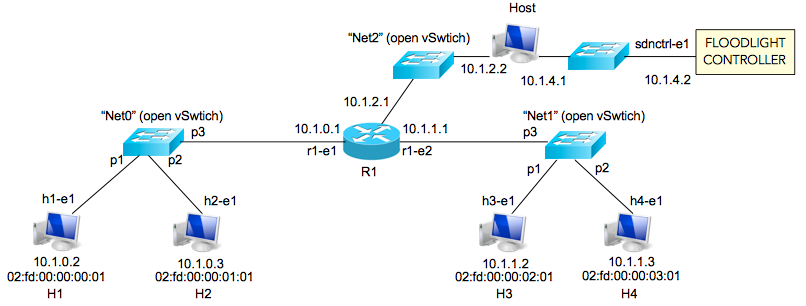 Host
"Net2" (open vSwtich)
sdnctrl-e1
FLOODLIGHT
CONTROLLER
10.1.2.2
10.1.4.1
10.1.4.2
10.1.2.1
"Net0" (open vSwtich)
"Net1" (open vSwtich)
p3
10.1.0.1
10.1.1.1
p3
p1
p2
r1-e1
r1-e2
p1
p2
R1
h1-e1
h2-e1
h3-e1
h4-e1
10.1.0.2
02:fd:00:00:00:01
H1
10.1.0.3
02:fd:00:00:01:01
H2
10.1.1.2
02:fd:00:00:02:01
H3
10.1.1.3
02:fd:00:00:03:01
H4